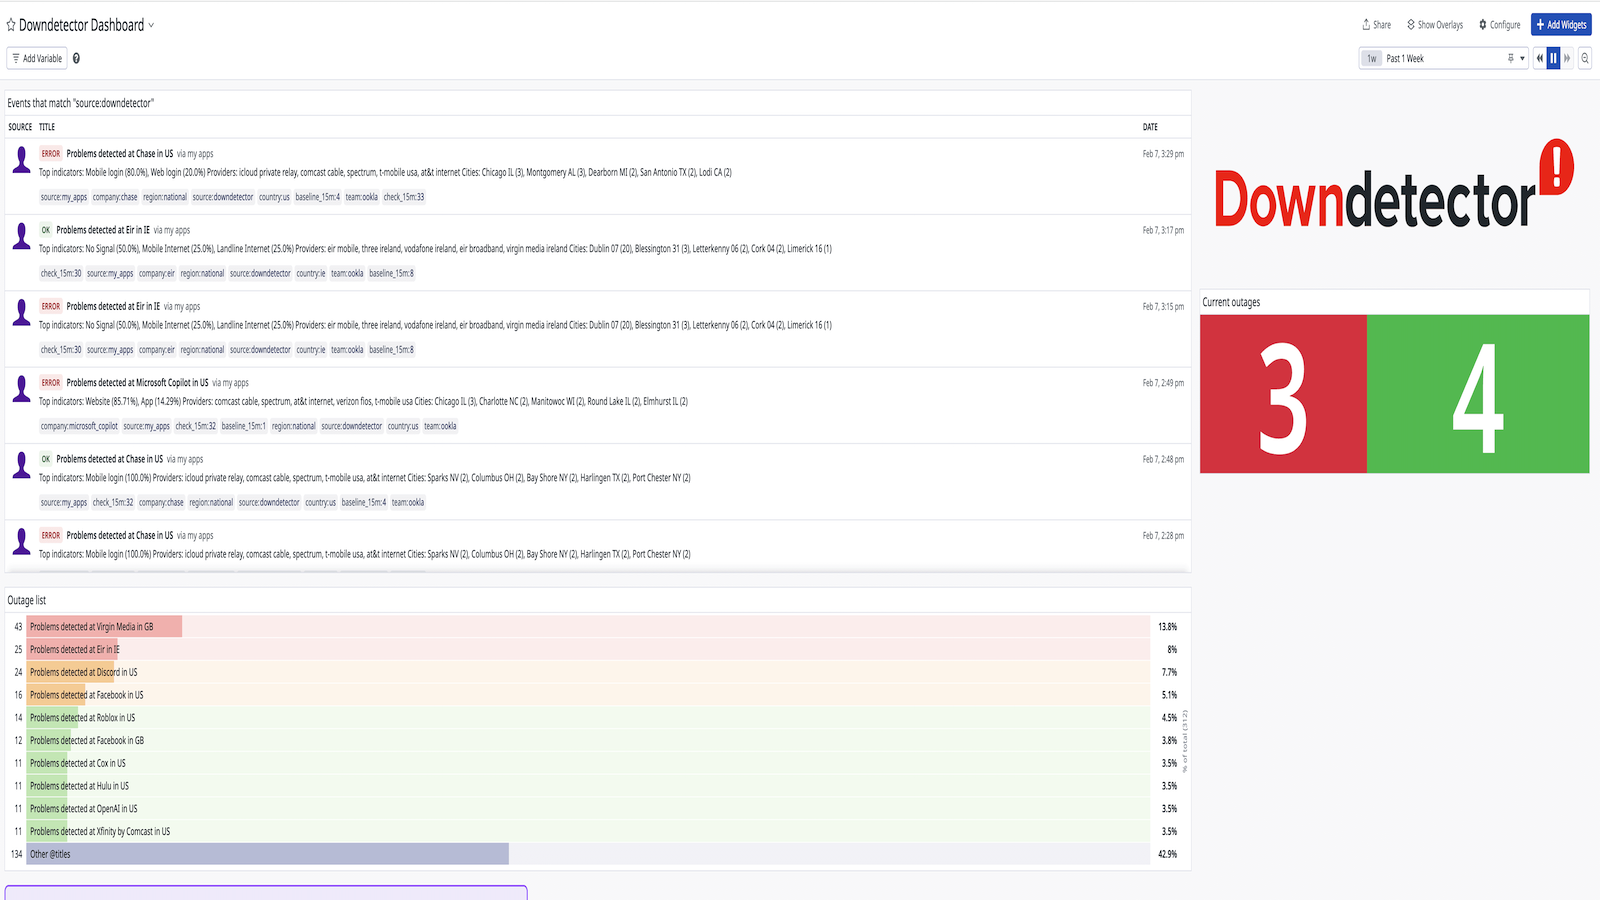 Downdetector Dashboard
Share
Show Overlays
Configure
+ Add Widgets
Add Variable
?
1w Past 1 Week
Events that match "source:downdetector"
SOURCE TITLE DATE
ERROR Problems detected at Chase in US via my apps Feb 7, 3:29 pm
Top indicators: Mobile login (80.0%), Web login (20.0%) Providers: icloud private relay, comcast cable, spectrum, t-mobile usa, at&t internet Cities: Chicago IL (3), Montgomery AL (3), Dearborn MI (2), San Antonio TX (2), Lodi CA (2)
source:my_apps company:chase region:national source:downdetector country:us baseline_15m:4 team:ookla check_15m:33
OK Problems detected at Eir in IE via my apps Feb 7, 3:17 pm
Top indicators: No Signal (50.0%), Mobile Internet (25.0%), Landline Internet (25.0%) Providers: eir mobile, three ireland, vodafone ireland, eir broadband, virgin media ireland Cities: Dublin 07 (20), Blessington 31 (3), Letterkenny 06 (2), Cork 04 (2), Limerick 16 (1)
check_15m:30 source:my_apps company:eir region:national source:downdetector country:ie team:ookla baseline_15m:8
ERROR Problems detected at Eir in IE via my apps Feb 7, 3:15 pm
Top indicators: No Signal (50.0%), Mobile Internet (25.0%), Landline Internet (25.0%) Providers: eir mobile, three ireland, vodafone ireland, eir broadband, virgin media ireland Cities: Dublin 07 (20), Blessington 31 (3), Letterkenny 06 (2), Cork 04 (2), Limerick 16 (1)
check_15m:30 source:my_apps company:eir region:national source:downdetector country:ie team:ookla baseline_15m:8
ERROR Problems detected at Microsoft Copilot in US via my apps Feb 7, 2:49 pm
Top indicators: Website (85.71%), App (14.29%) Providers: comcast cable, spectrum, at&t internet, verizon fios, t-mobile usa Cities: Chicago IL (3), Charlotte NC (2), Manitowoc WI (2), Round Lake IL (2), Elmhurst IL (2)
company:microsoft_copilot source:my_apps check_15m:32 baseline_15m:1 region:national source:downdetector country:us team:ookla
OK Problems detected at Chase in US via my apps Feb 7, 2:48 pm
Top indicators: Mobile login (100.0%) Providers: icloud private relay, comcast cable, spectrum, t-mobile usa, at&t internet Cities: Sparks NV (2), Columbus OH (2), Bay Shore NY (2), Harlingen TX (2), Port Chester NY (2)
source:my_apps check_15m:32 company:chase region:national source:downdetector country:us baseline_15m:4 team:ookla
ERROR Problems detected at Chase in US via my apps Feb 7, 2:28 pm
Top indicators: Mobile login (100.0%) Providers: icloud private relay, comcast cable, spectrum, t-mobile usa, at&t internet Cities: Sparks NV (2), Columbus OH (2), Bay Shore NY (2), Harlingen TX (2), Port Chester NY (2)
Downdetector!
Current outages
3 4
Outage list
43 Problems detected at Virgin Media in GB 13.8%
25 Problems detected at Eir in IE 8%
24 Problems detected at Discord in US 7.7%
16 Problems detected at Facebook in US 5.1%
14 Problems detected at Roblox in US 4.5%
12 Problems detected at Facebook in GB 3.8%
11 Problems detected at Cox in US 3.5%
11 Problems detected at Hulu in US 3.5%
11 Problems detected at OpenAI in US 3.5%
11 Problems detected at Xfinity by Comcast in US 3.5%
134 Other @titles 42.9%
% of total (312)